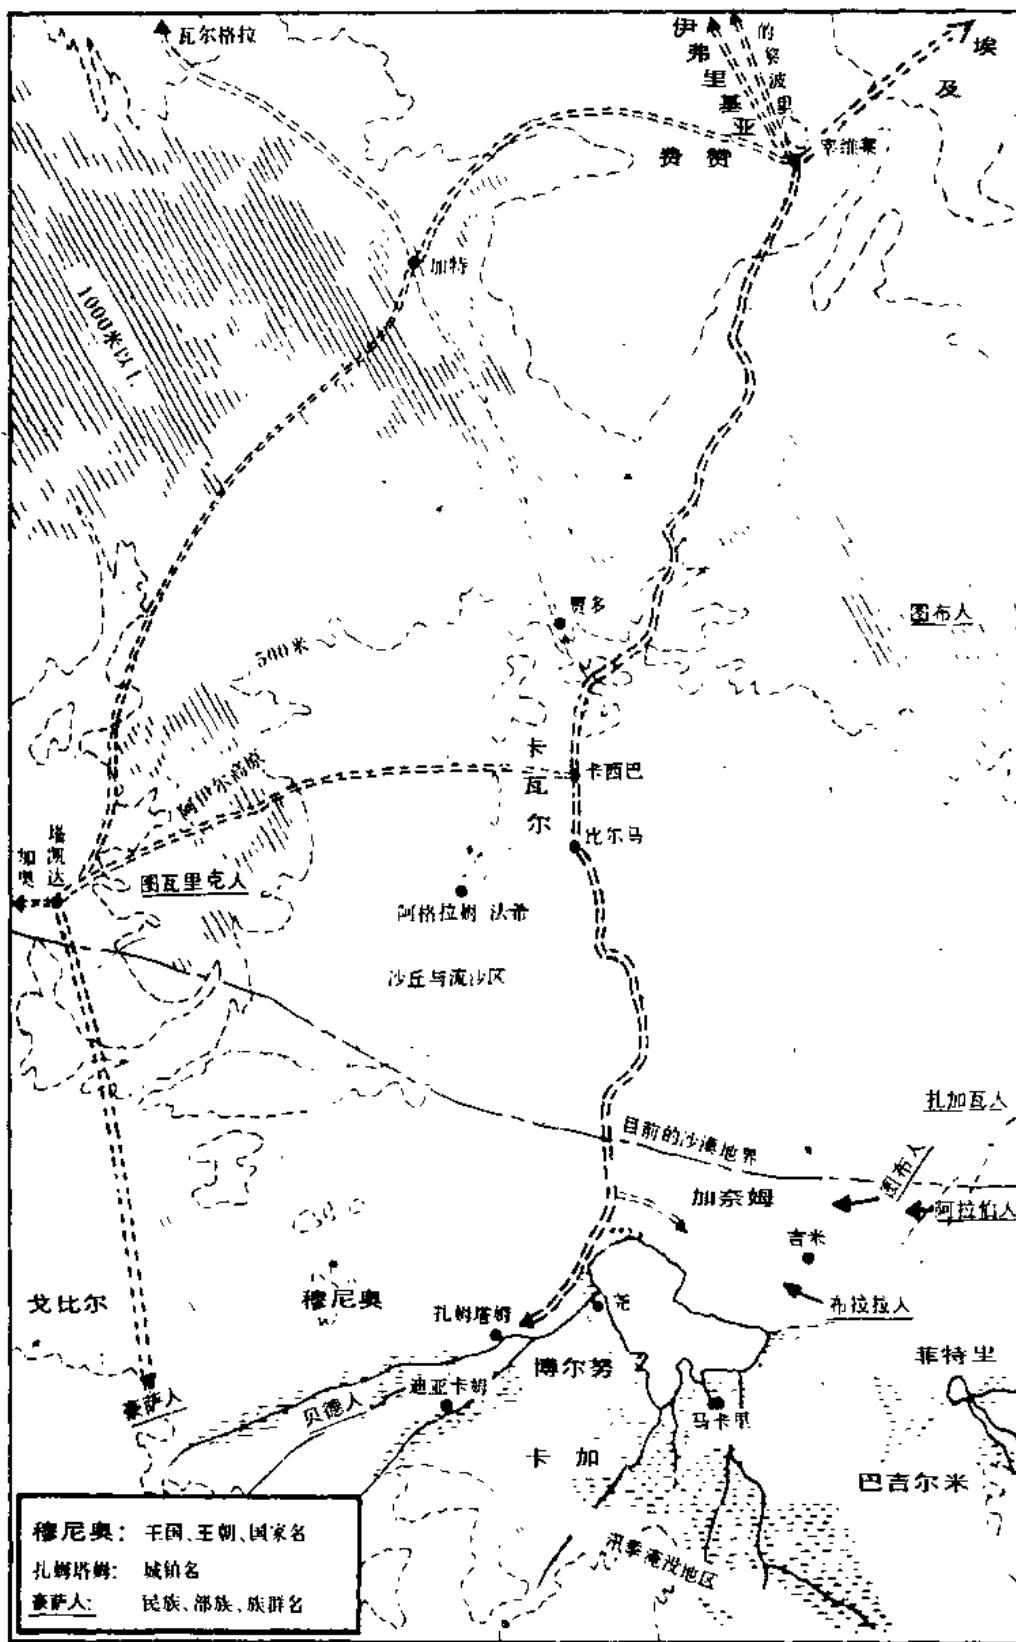 瓦尔格拉
伊弗里基亚
的黎波里
埃及
费赞
宰维莱
加特
1000米以上
贾多
图布人
500米
卡瓦尔
卡西巴
阿伊尔高原
比尔马
塔凯达
加奥
图瓦里克人
阿格拉姆 法希
沙丘与流沙区
扎加瓦人
目前的沙漠地界
图布人
加奈姆
阿拉伯人
吉米
戈比尔
穆尼奥
扎姆塔姆
尧
布拉拉人
博尔努
菲特里
迪亚卡姆
豪萨人
贝德人
马卡里
卡加
巴吉尔米
汛季淹没地区
穆尼奥： 王国、王朝、国家名
扎姆塔姆： 城镇名
豪萨人： 民族、部族、族群名